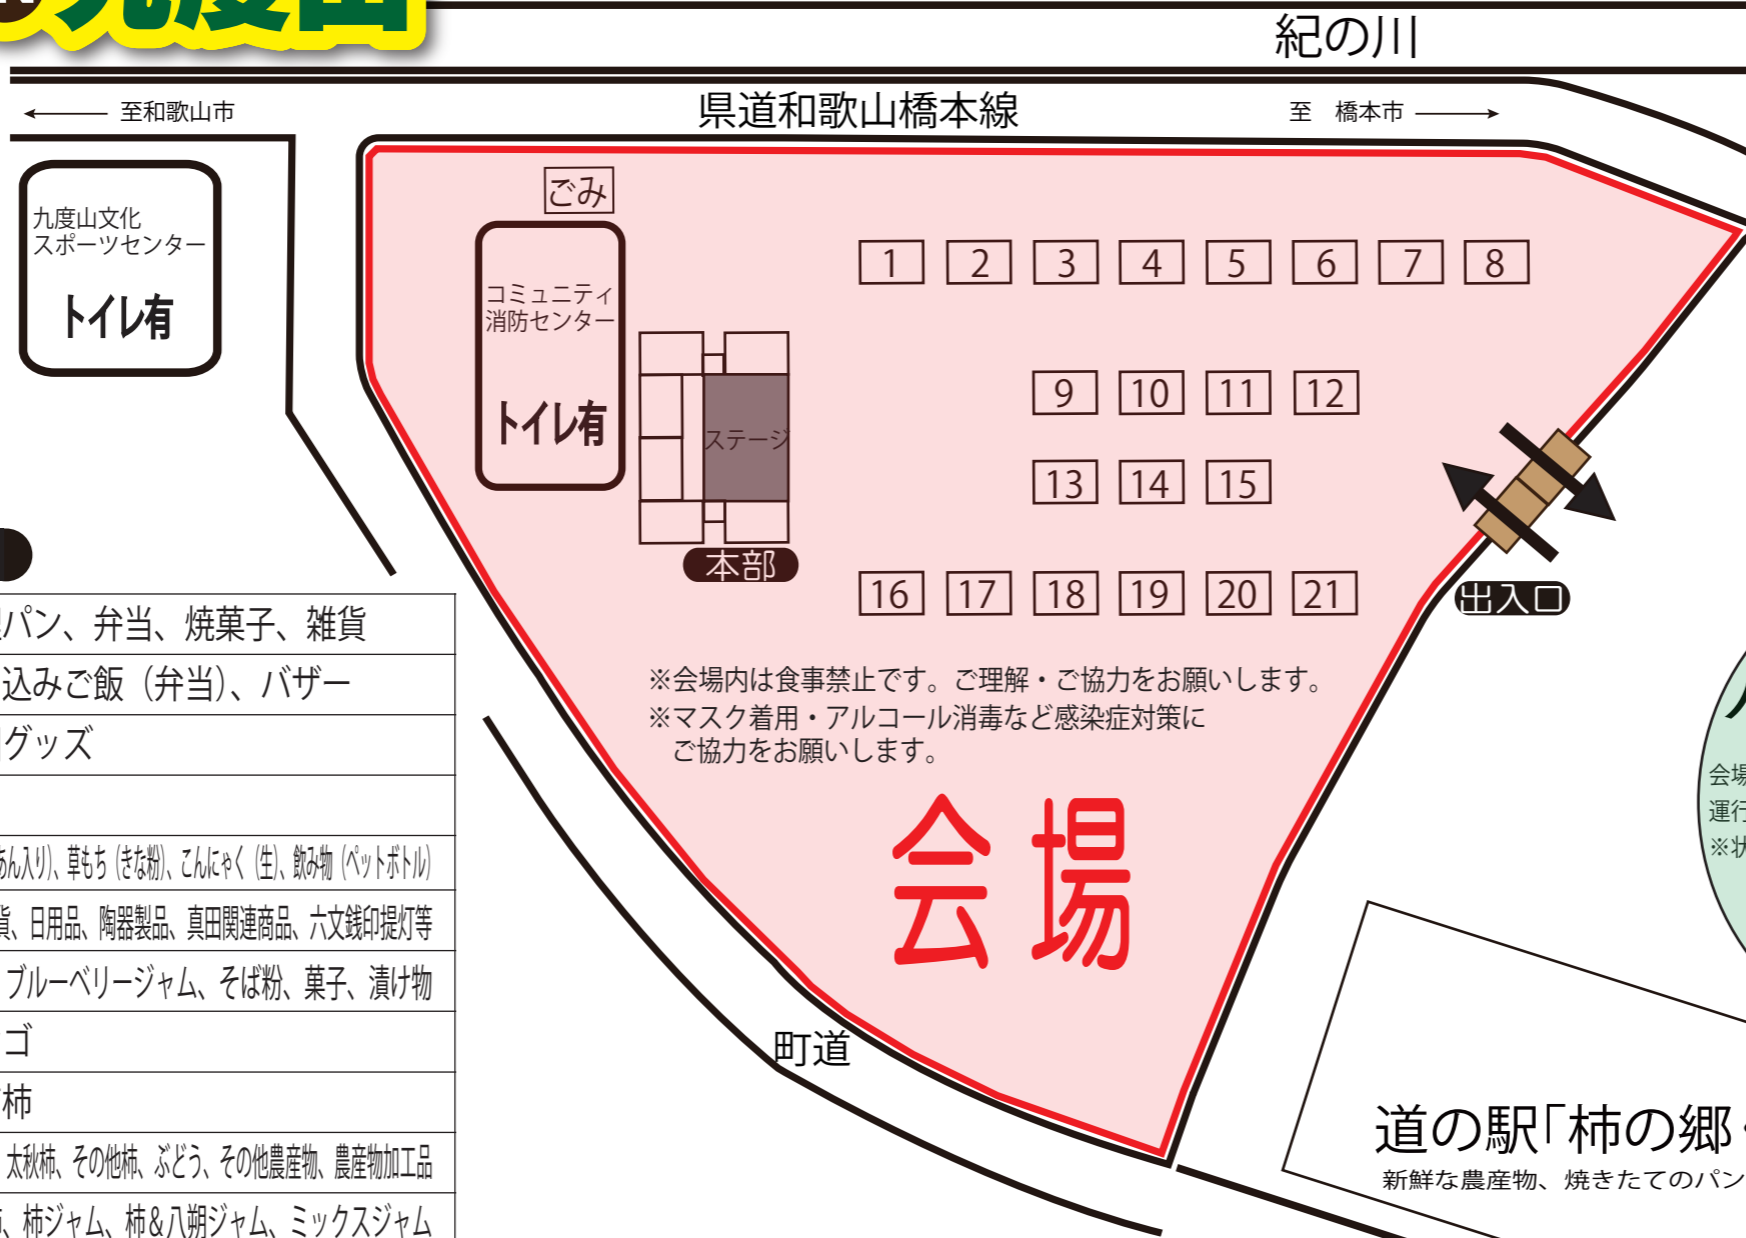 九度山
紀の川
県道和歌山橋本線
至和歌山市
至 橋本市
九度山文化
スポーツセンター
トイレ有
ごみ
コミュニティ
消防センター
トイレ有
ステージ
本部
1 2 3 4 5 6 7 8
9 10 11 12
13 14 15
16 17 18 19 20 21
出入口
※会場内は食事禁止です。ご理解・ご協力をお願いします。
※マスク着用・アルコール消毒など感染症対策に
ご協力をお願いします。
会場
町道
パン、弁当、焼菓子、雑貨
込みご飯（弁当）、バザー
グッズ
あん入り）、草もち（きな粉）、こんにゃく（生）、飲み物（ペットボトル）
貨、日用品、陶器製品、真田関連商品、六文銭印提灯等
ブルーベリージャム、そば粉、菓子、漬け物
ゴ
柿
太秋柿、その他柿、ぶどう、その他農産物、農産物加工品
、柿ジャム、柿＆八朔ジャム、ミックスジャム
会場
運行
※状
道の駅「柿の郷
新鮮な農産物、焼きたてのパン